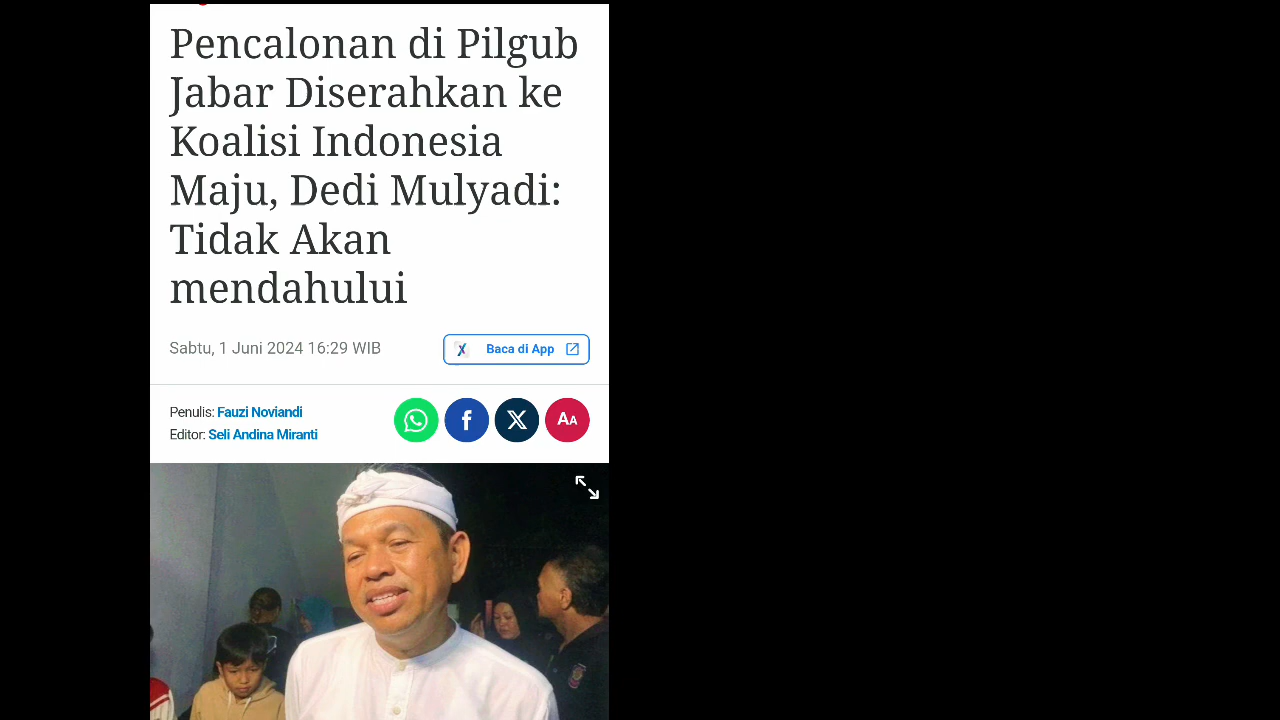 Pencalonan di Pilgub
Jabar Diserahkan ke
Koalisi Indonesia
Maju, Dedi Mulyadi:
Tidak Akan
mendahului
Sabtu, 1 Juni 2024 16:29 WIB
Baca di App
Penulis: Fauzi Noviandi
Editor: Seli Andina Miranti
AA